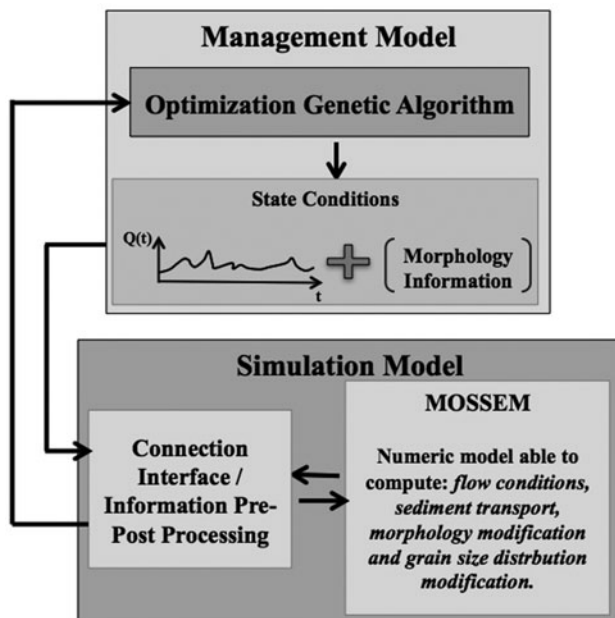 Management Model
Optimization Genetic Algorithm
State Conditions
Q(t)
t
Morphology
Information
Simulation Model
Connection
Interface /
Information Pre-
Post Processing
MOSSEM
Numeric model able to
compute: flow conditions,
sediment transport,
morphology modification
and grain size distrbution
modification.